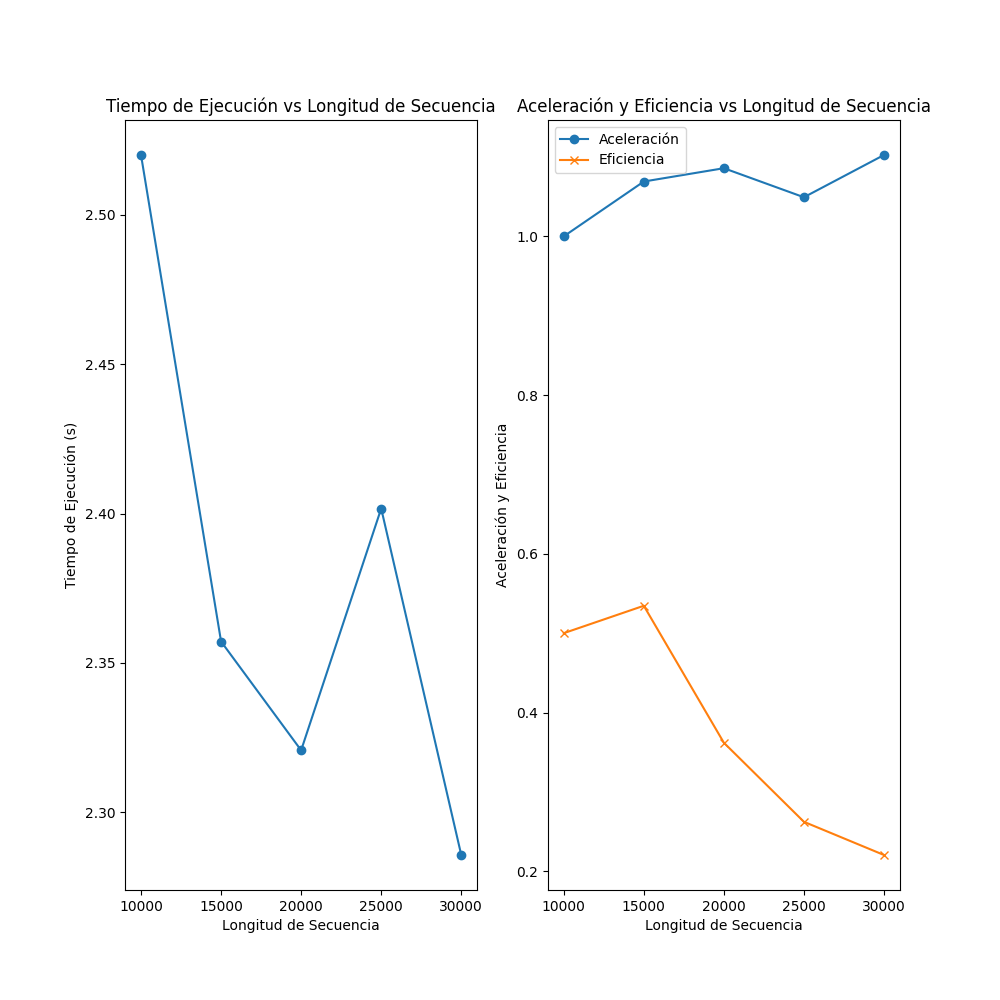 Tiempo de Ejecución vs Longitud de Secuencia
Tiempo de Ejecución (s)
2.50
2.45
2.40
2.35
2.30
10000 15000 20000 25000 30000
Longitud de Secuencia
Aceleración y Eficiencia vs Longitud de Secuencia
Aceleración
Eficiencia
Aceleración y Eficiencia
1.0
0.8
0.6
0.4
0.2
10000 15000 20000 25000 30000
Longitud de Secuencia